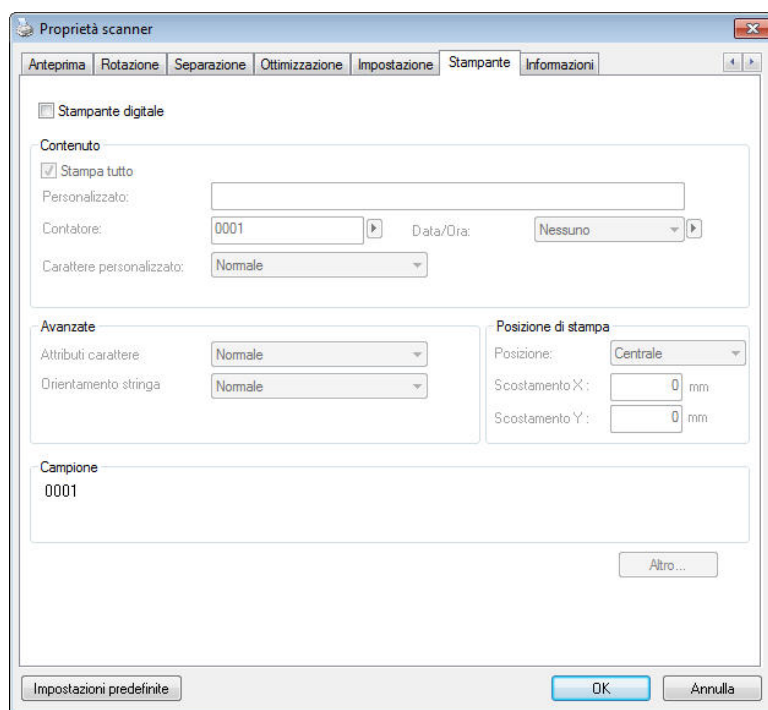 Proprietà scanner
Anteprima Rotazione Separazione Ottimizzazione Impostazione Stampante Informazioni
Stampante digitale
Contenuto
Stampa tutto
Personalizzato:
Contatore: 0001 Data/Ora: Nessuno
Carattere personalizzato: Normale
Avanzate
Attributi carattere Normale
Orientamento stringa Normale
Posizione di stampa
Posizione: Centrale
Scostamento X : 0 mm
Scostamento Y : 0 mm
Campione
0001
Altro...
Impostazioni predefinite OK Annulla